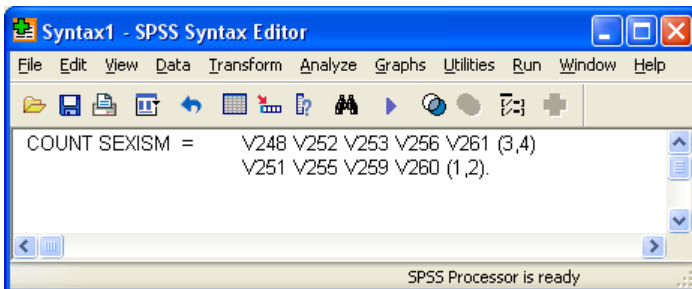 Syntax1 - SPSS Syntax Editor
File Edit View Data Transform Analyze Graphs Utilities Run Window Help
COUNT SEXISM = V248 V252 V253 V256 V261 (3,4)
V251 V255 V259 V260 (1,2).
SPSS Processor is ready